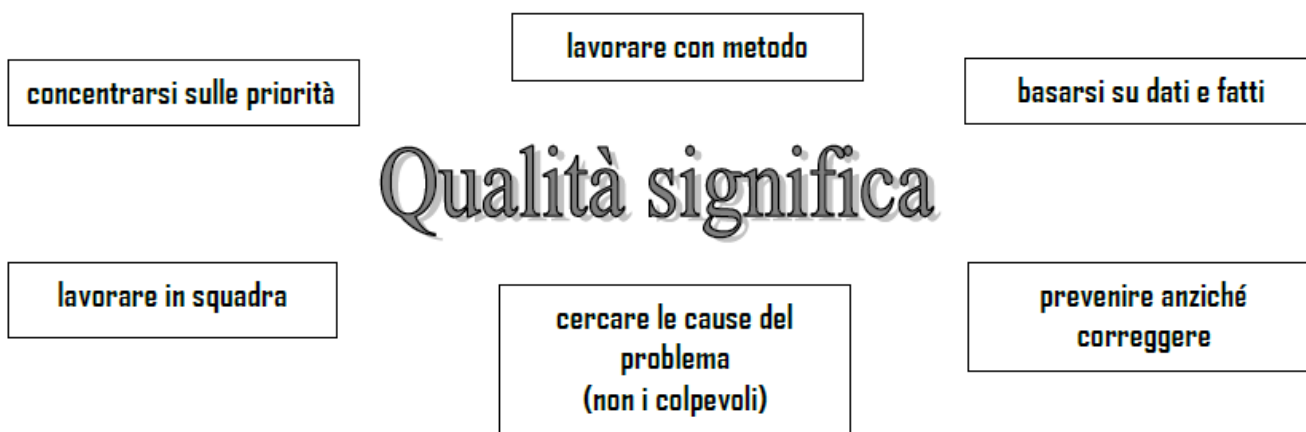 lavorare con metodo
concentrarsi sulle priorità
basarsi su dati e fatti
Qualità significa
lavorare in squadra
cercare le cause del
problema
(non i colpevoli)
prevenire anziché
correggere